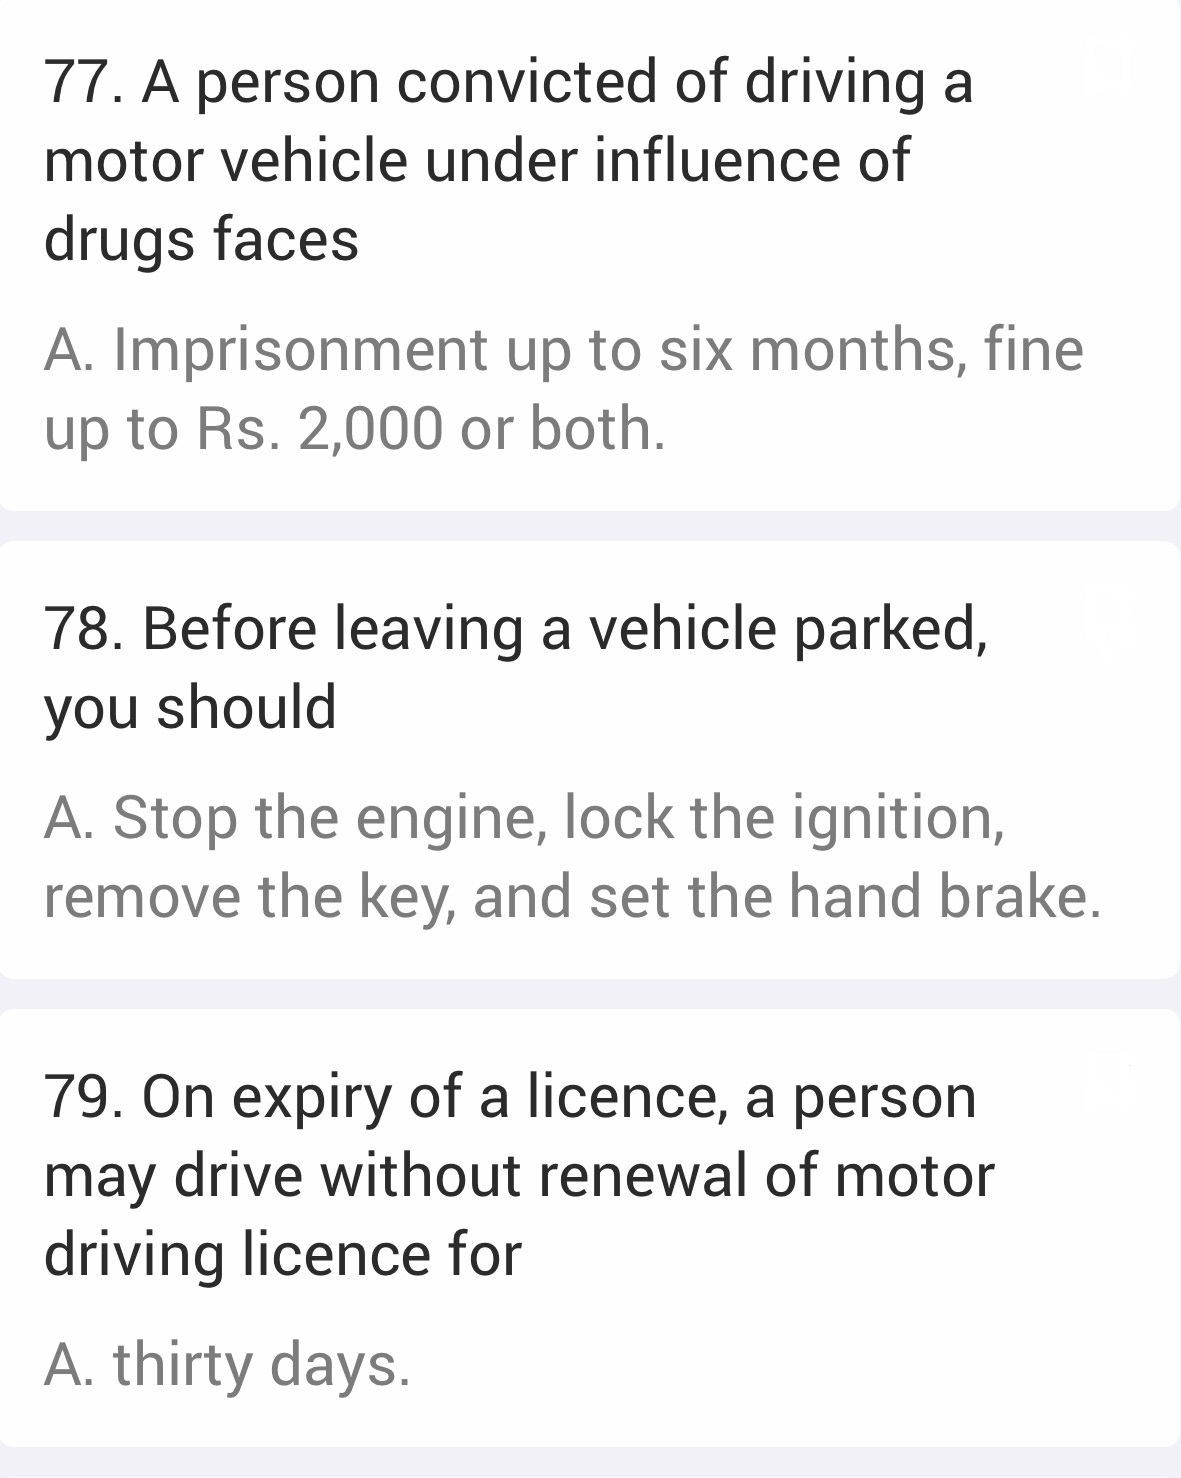 77. A person convicted of driving a
motor vehicle under influence of
drugs faces
A. Imprisonment up to six months, fine
up to Rs. 2,000 or both.
78. Before leaving a vehicle parked,
you should
A. Stop the engine, lock the ignition,
remove the key, and set the hand brake.
79. On expiry of a licence, a person
may drive without renewal of motor
driving licence for
A. thirty days.